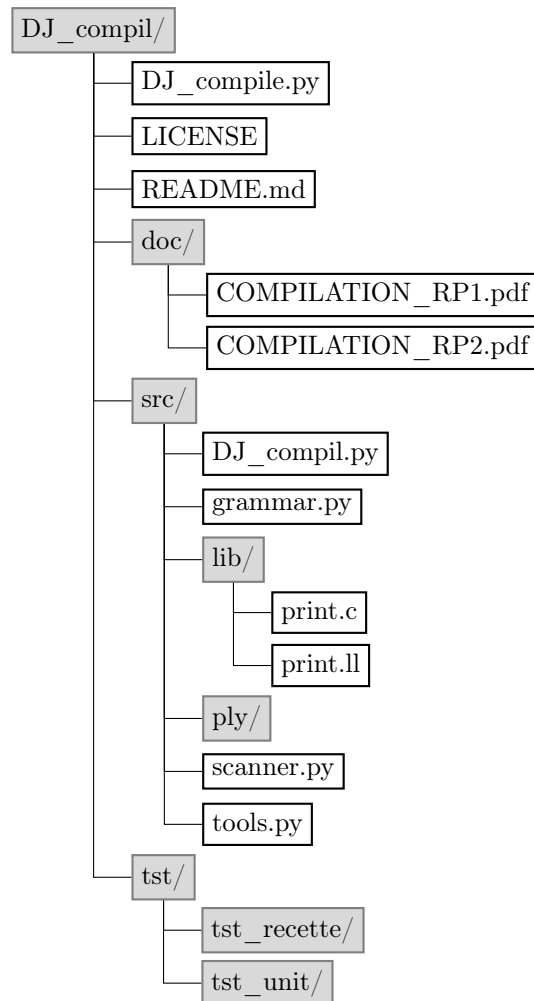 DJ_compil/
DJ_compile.py
LICENSE
README.md
doc/
COMPILATION_RP1.pdf
COMPILATION_RP2.pdf
src/
DJ_compil.py
grammar.py
lib/
print.c
print.ll
ply/
scanner.py
tools.py
tst/
tst_recette/
tst_unit/